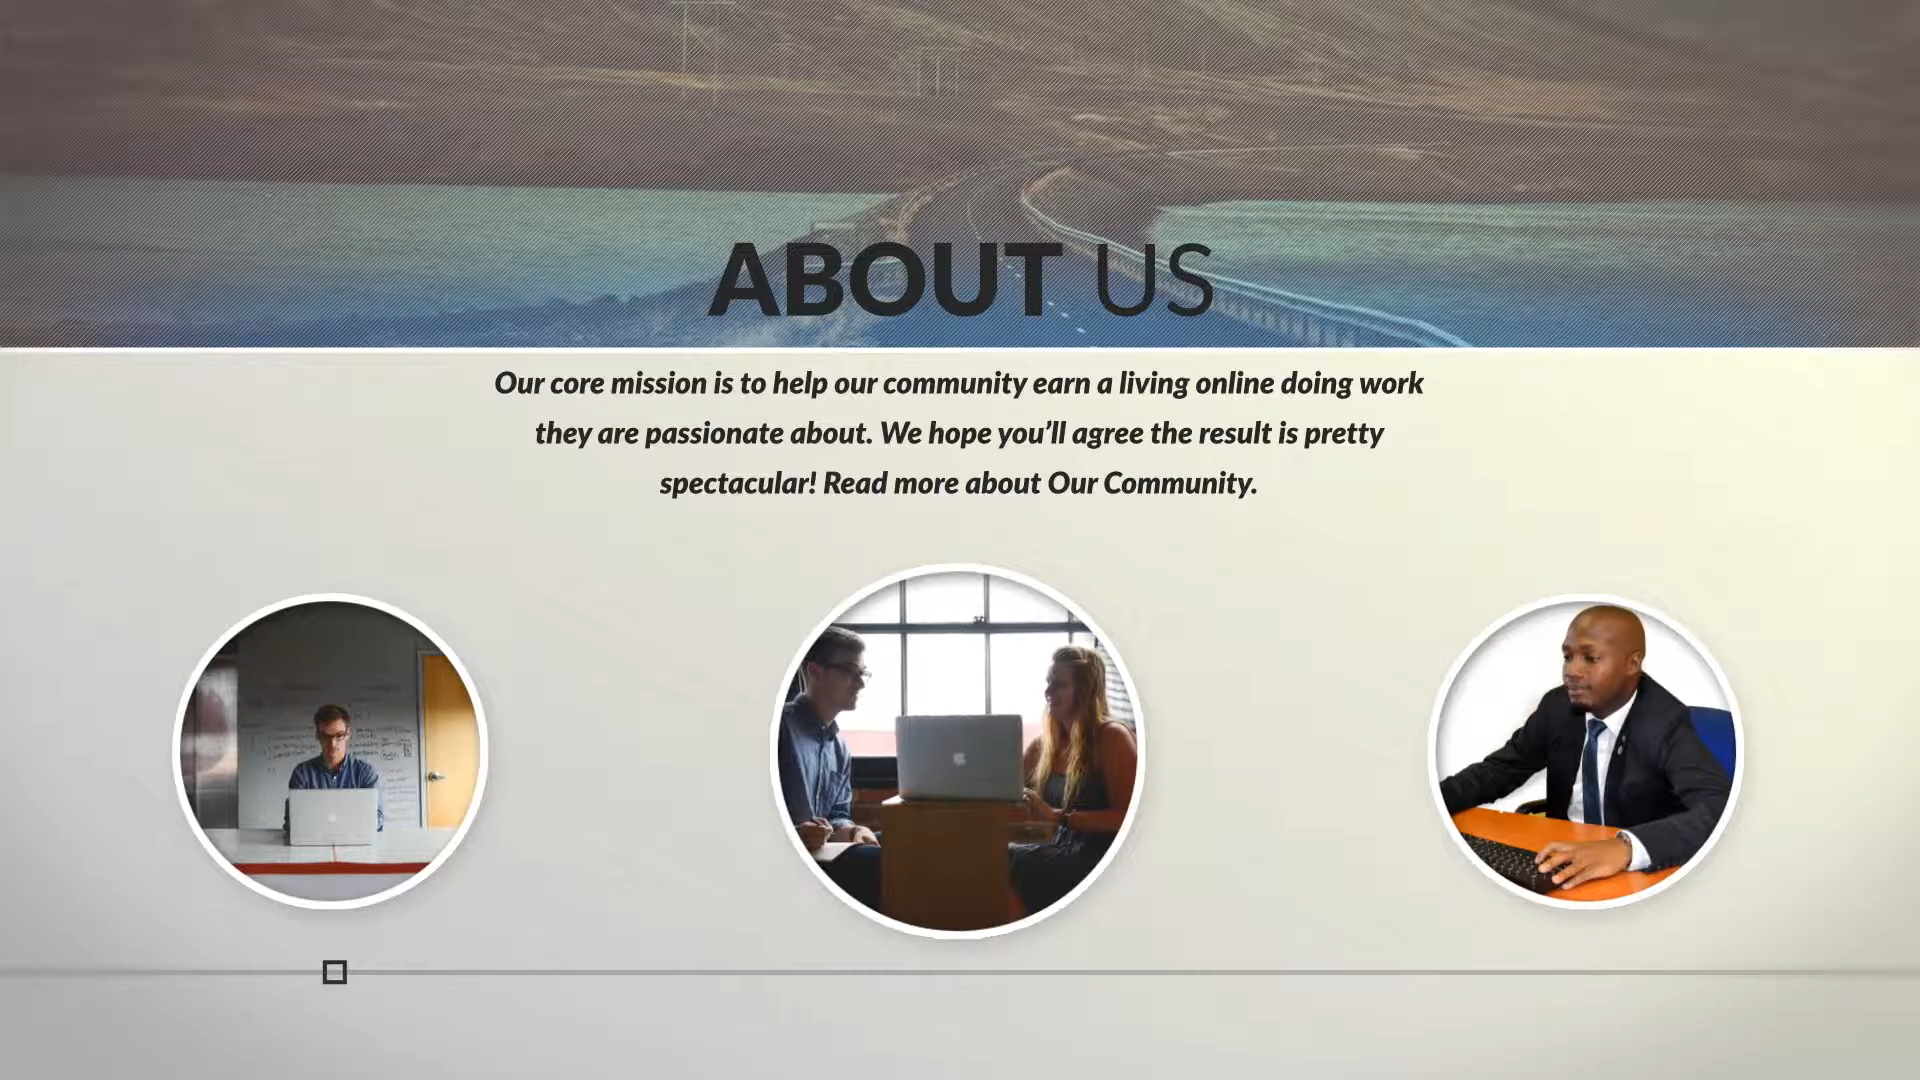 ABOUT US
Our core mission is to help our community earn a living online doing work
they are passionate about. We hope you’ll agree the result is pretty
spectacular! Read more about Our Community.